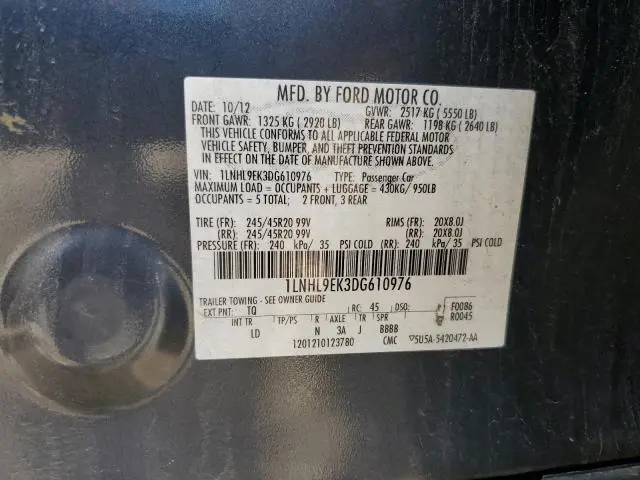 MFD. BY FORD MOTOR CO.
DATE: 10/12 GVWR: 2517 KG ( 5550 LB)
FRONT GAWR: 1325 KG ( 2920 LB) REAR GAWR: 1198 KG ( 2640 LB)
THIS VEHICLE CONFORMS TO ALL APPLICABLE FEDERAL MOTOR
VEHICLE SAFETY, BUMPER, AND THEFT PREVENTION STANDARDS
IN EFFECT ON THE DATE OF MANUFACTURE SHOWN ABOVE.
VIN: 1LNHL9EK3DG610976 TYPE: Passenger Car
MAXIMUM LOAD = OCCUPANTS + LUGGAGE = 430KG/ 950LB
OCCUPANTS = 5 TOTAL; 2 FRONT, 3 REAR
TIRE (FR): 245/45R20 99V RIMS (FR): 20X8.0J
(RR): 245/45R20 99V (RR): 20X8.0J
PRESSURE (FR): 240 kPa/ 35 PSI COLD (RR): 240 kPa/ 35 PSI COLD
1LNHL9EK3DG610976
TRAILER TOWING - SEE OWNER GUIDE
EXT PNT: TQ RC: 45 DSO: F0086
INT TR TP/PS R AXLE TR SPR R0045
LD N 3A J BBBB
1201210123780 CMC 5U5A-5420472-AA